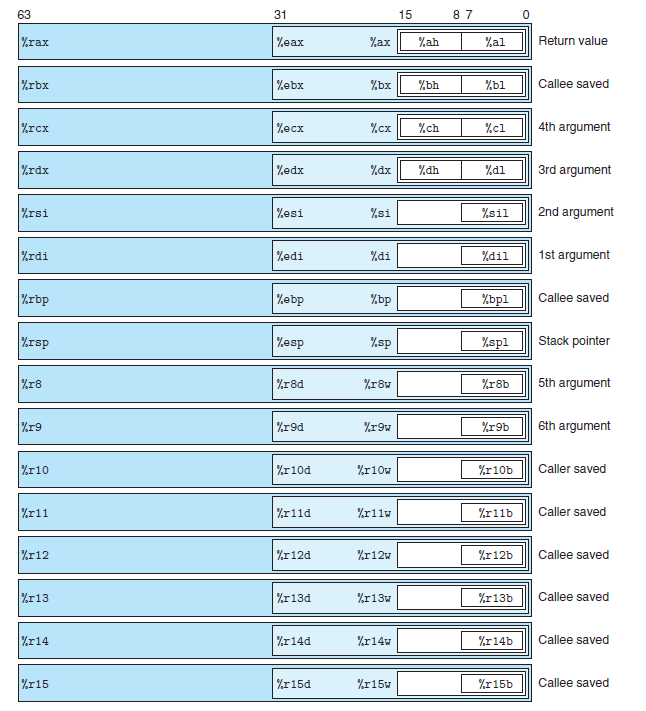 63 31 15 8 7 0
%rax %eax %ax %ah %al Return value
%rbx %ebx %bx %bh %bl Callee saved
%rcx %ecx %cx %ch %cl 4th argument
%rdx %edx %dx %dh %dl 3rd argument
%rsi %esi %si %sil 2nd argument
%rdi %edi %di %dil 1st argument
%rbp %ebp %bp %bpl Callee saved
%rsp %esp %sp %spl Stack pointer
%r8 %r8d %r8w %r8b 5th argument
%r9 %r9d %r9w %r9b 6th argument
%r10 %r10d %r10w %r10b Caller saved
%r11 %r11d %r11w %r11b Caller saved
%r12 %r12d %r12w %r12b Callee saved
%r13 %r13d %r13w %r13b Callee saved
%r14 %r14d %r14w %r14b Callee saved
%r15 %r15d %r15w %r15b Callee saved